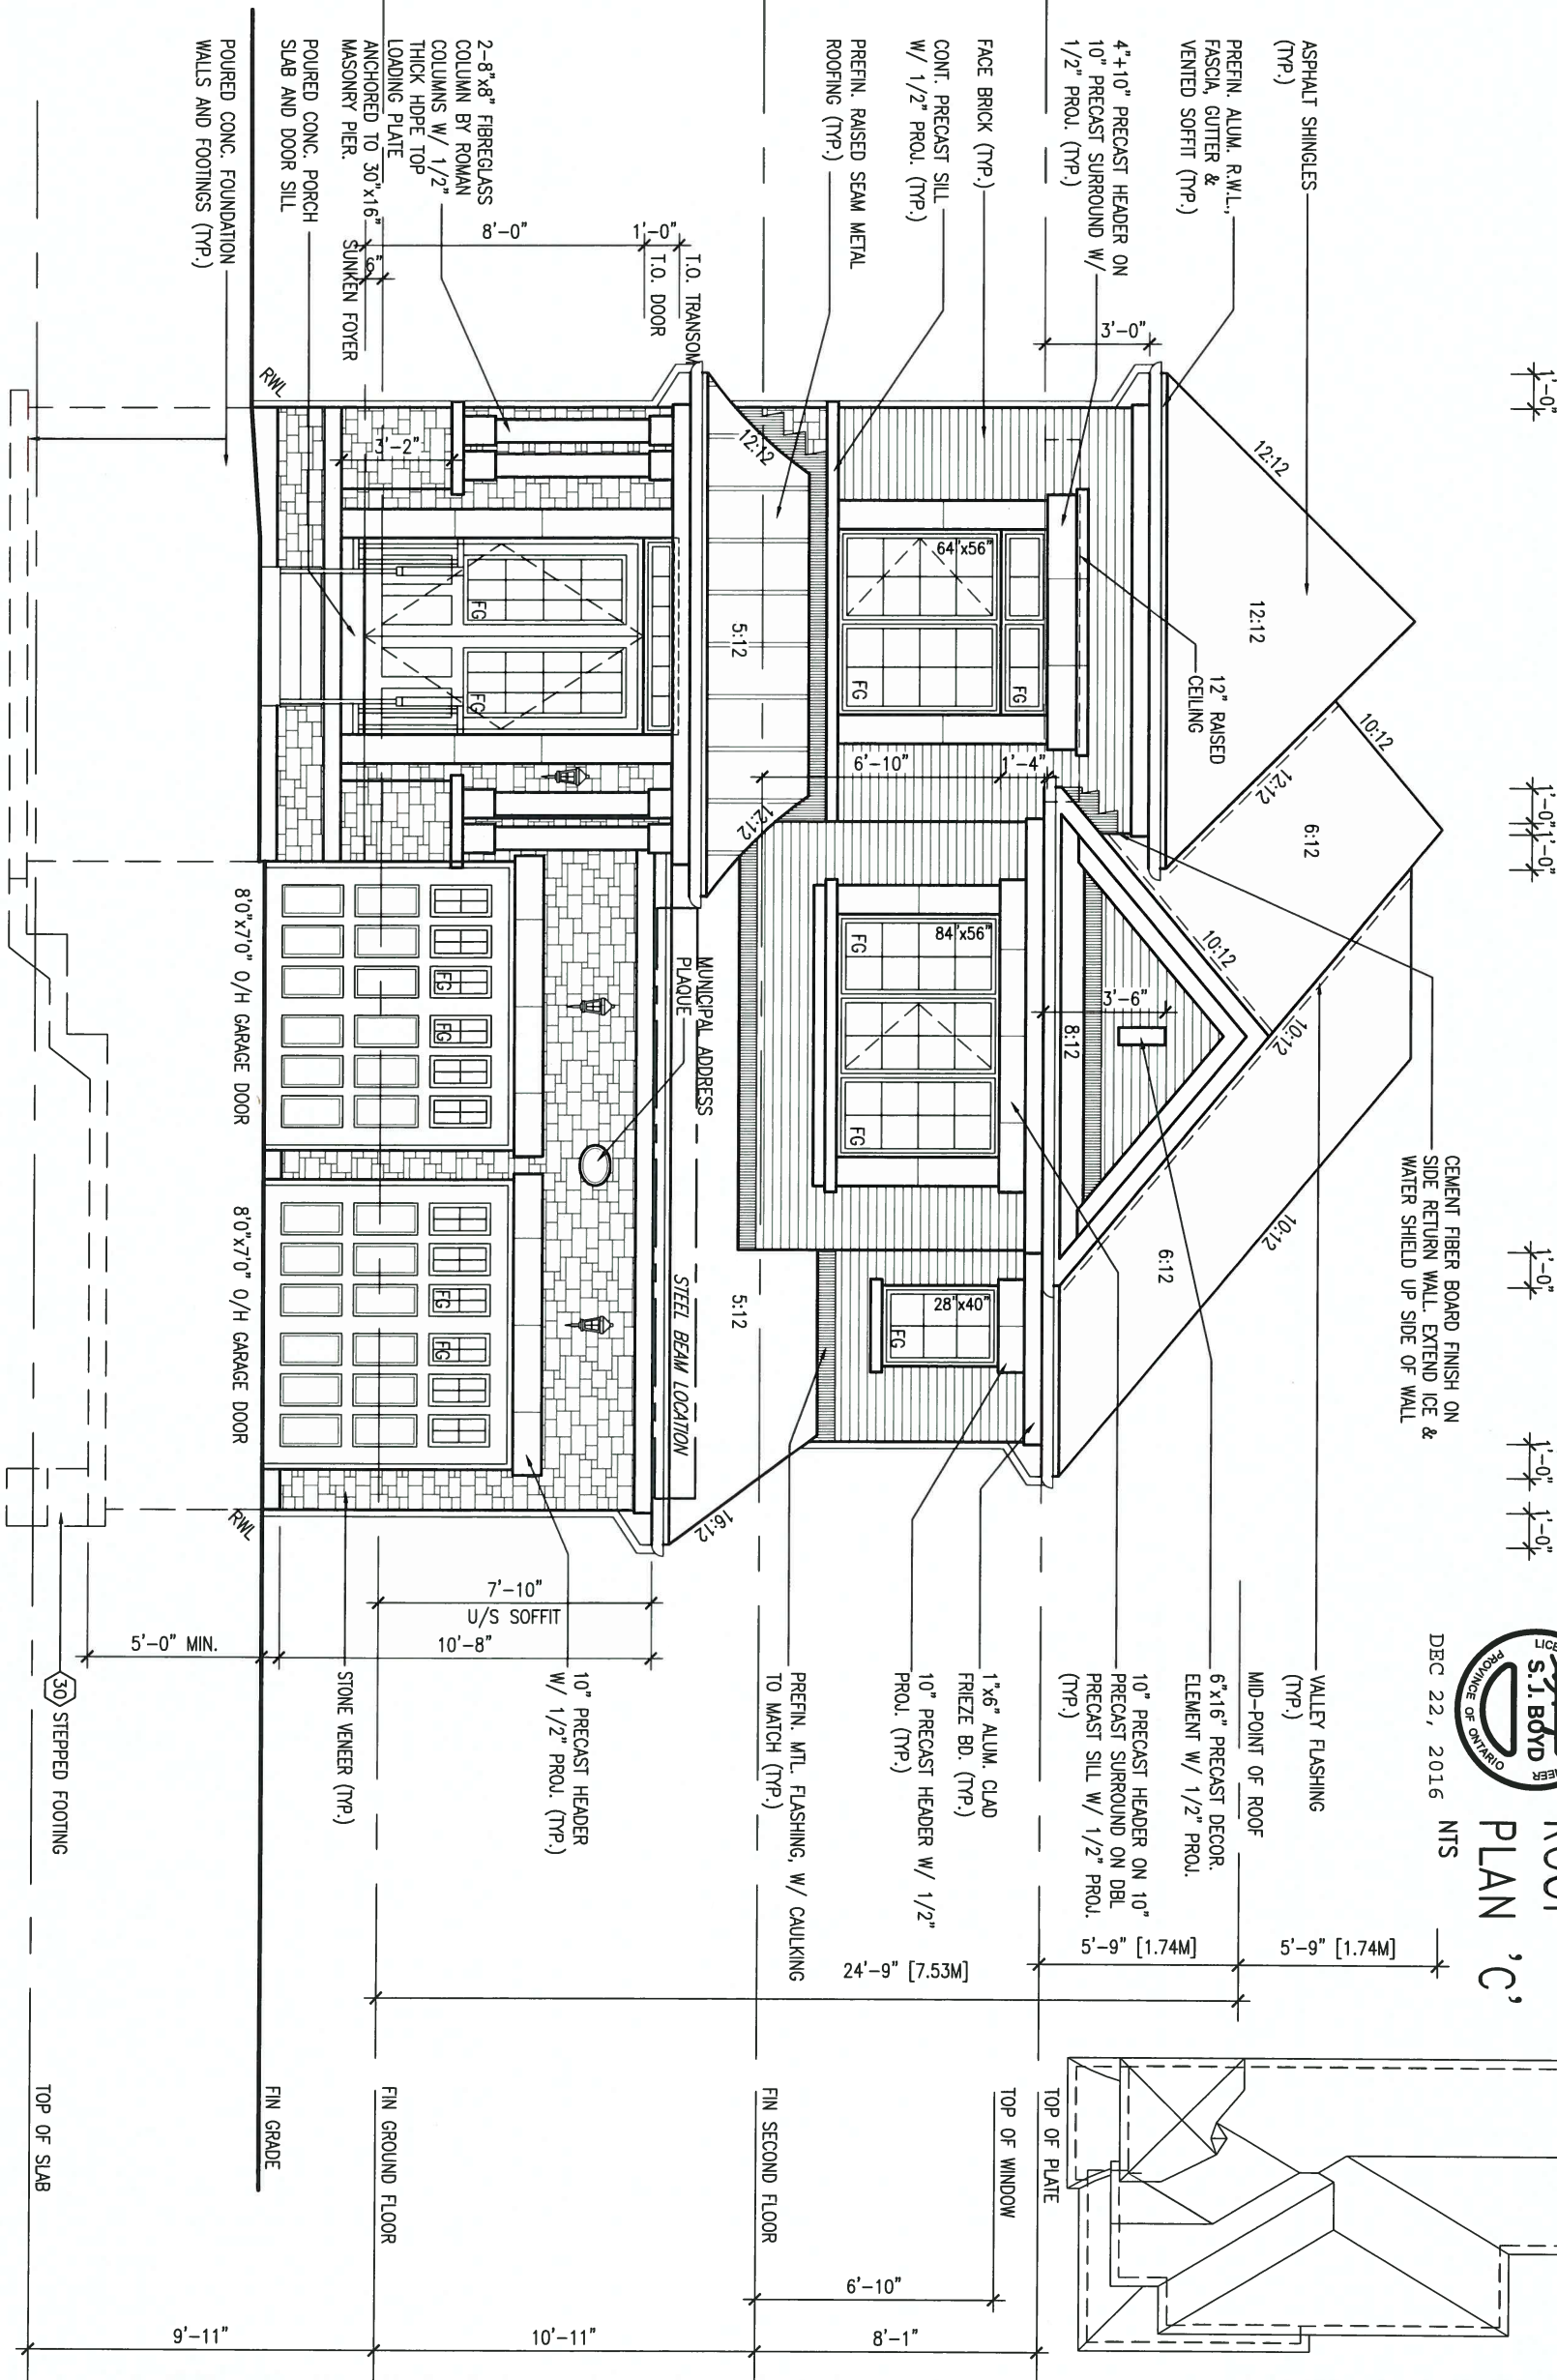 ASPHALT SHINGLES
(TYP.)
PREFIN. ALUM. R.W.L.,
FASCIA, GUTTER &
VENTED SOFFIT (TYP.)
4"+10" PRECAST HEADER ON
10" PRECAST SURROUND W/
1/2" PROJ. (TYP.)
FACE BRICK (TYP.)
CONT. PRECAST SILL
W/ 1/2" PROJ. (TYP.)
PREFIN. RAISED SEAM METAL
ROOFING (TYP.)
2-8"x8" FIBREGLASS
COLUMN BY ROMAN
COLUMNS W/ 1/2"
THICK HDPE TOP
LOADING PLATE
ANCHORED TO 30"x16"
MASONRY PIER.
POURED CONC. PORCH
SLAB AND DOOR SILL
POURED CONC. FOUNDATION
WALLS AND FOOTINGS (TYP.)
1'-0"
1'-0"
1'-0"
1'-0"
1'-0"
1'-0"
3'-0"
T.O. TRANSOM
1'-0"
T.O. DOOR
8'-0"
6"
SUNKEN FOYER
RWL
3'-2"
12:12
12:12
12" RAISED
CEILING
12:12
10:12
6:12
10:12
10:12
10:12
6:12
3'-6"
8:12
64"x56"
FG
FG
6'-10"
1'-4"
12:12
5:12
12:12
FG
FG
84"x56"
FG
FG
28"x40"
FG
5:12
16:12
MUNICIPAL ADDRESS
PLAQUE
STEEL BEAM LOCATION
FG
FG
FG
FG
8'0"x7'0" O/H GARAGE DOOR
8'0"x7'0" O/H GARAGE DOOR
RWL
CEMENT FIBER BOARD FINISH ON
SIDE RETURN WALL. EXTEND ICE &
WATER SHIELD UP SIDE OF WALL
S.J. BOYD
PROVINCE OF ONTARIO
DEC 22, 2016
PLAN 'C'
NTS
VALLEY FLASHING
(TYP.)
MID-POINT OF ROOF
6"x16" PRECAST DECOR.
ELEMENT W/ 1/2" PROJ.
10" PRECAST HEADER ON 10"
PRECAST SURROUND ON DBL
PRECAST SILL W/ 1/2" PROJ.
(TYP.)
1"x6" ALUM. CLAD
FRIEZE BD. (TYP.)
10" PRECAST HEADER W/ 1/2"
PROJ. (TYP.)
PREFIN. MTL. FLASHING, W/ CAULKING
TO MATCH (TYP.)
10" PRECAST HEADER
W/ 1/2" PROJ. (TYP.)
STONE VENEER (TYP.)
7'-10"
U/S SOFFIT
10'-8"
5'-0" MIN.
30 STEPPED FOOTING
5'-9" [1.74M]
5'-9" [1.74M]
24'-9" [7.53M]
TOP OF PLATE
TOP OF WINDOW
FIN SECOND FLOOR
FIN GROUND FLOOR
FIN GRADE
TOP OF SLAB
6'-10"
8'-1"
10'-11"
9'-11"